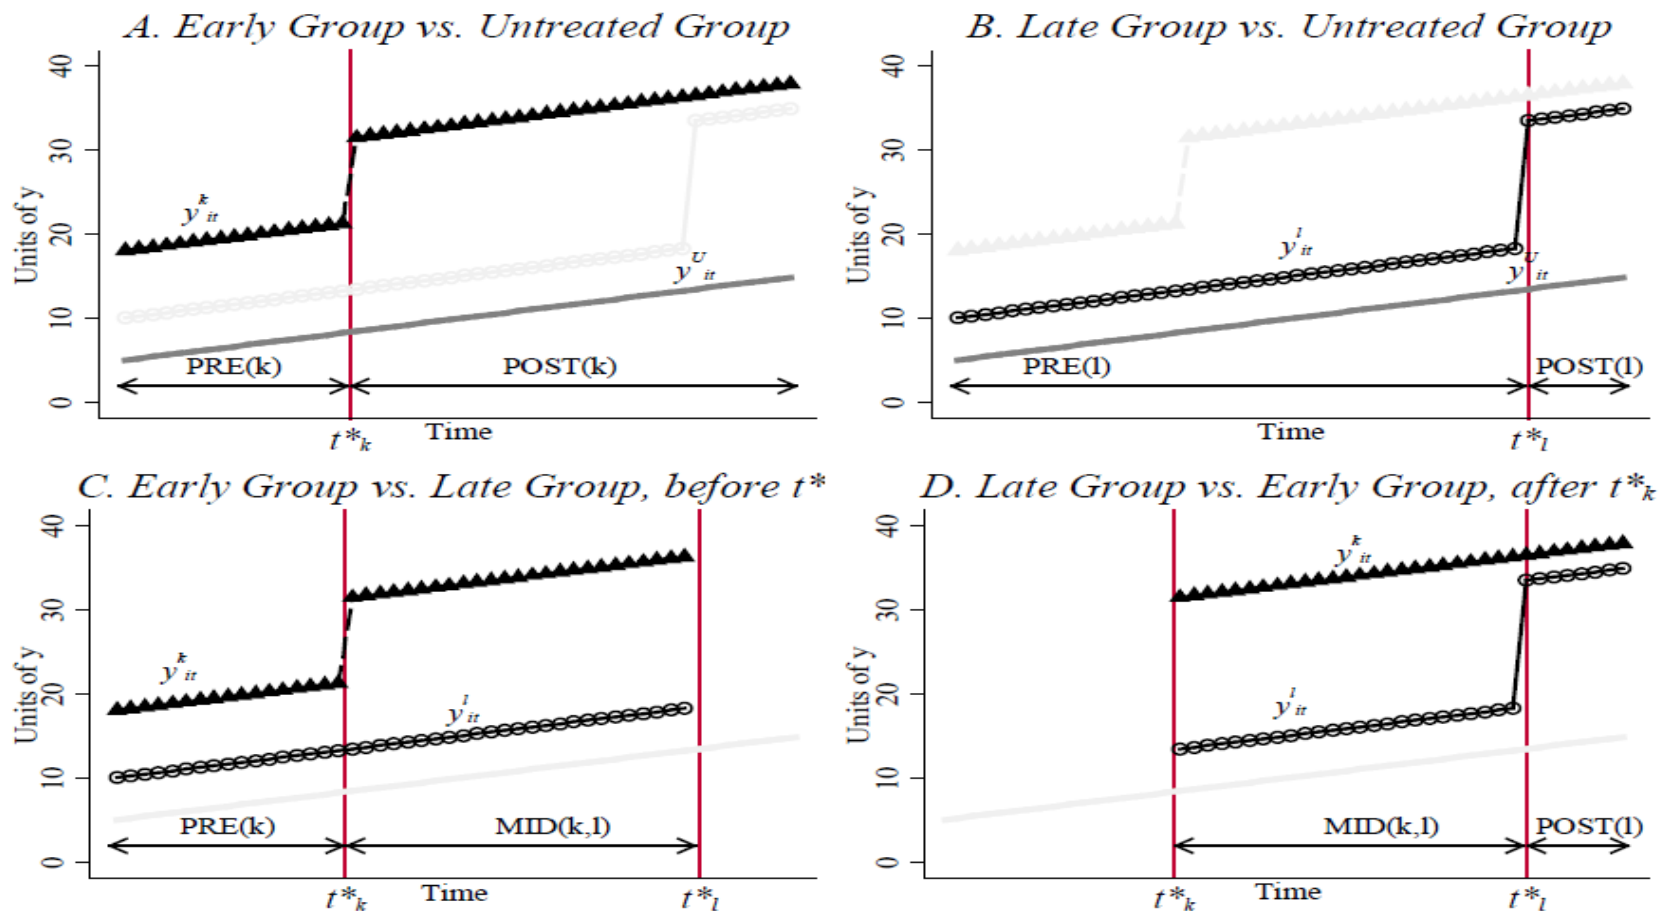 A. Early Group vs. Untreated Group
Units of y
40
30
20
10
0
y^k_it
y^U_it
PRE(k)
POST(k)
t*_k
Time
B. Late Group vs. Untreated Group
Units of y
40
30
20
10
0
y^l_it
y^U_it
PRE(l)
POST(l)
Time
t*_l
C. Early Group vs. Late Group, before t*
Units of y
40
30
20
10
0
y^k_it
y^l_it
PRE(k)
MID(k,l)
t*_k
Time
t*_l
D. Late Group vs. Early Group, after t*_k
Units of y
40
30
20
10
0
y^k_it
y^l_it
MID(k,l)
POST(l)
t*_k
Time
t*_l